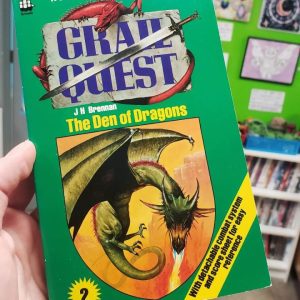 GRAIL
QUEST
J H Brennan
The Den of Dragons
With detachable combat system
and score sheet for easy
reference
2